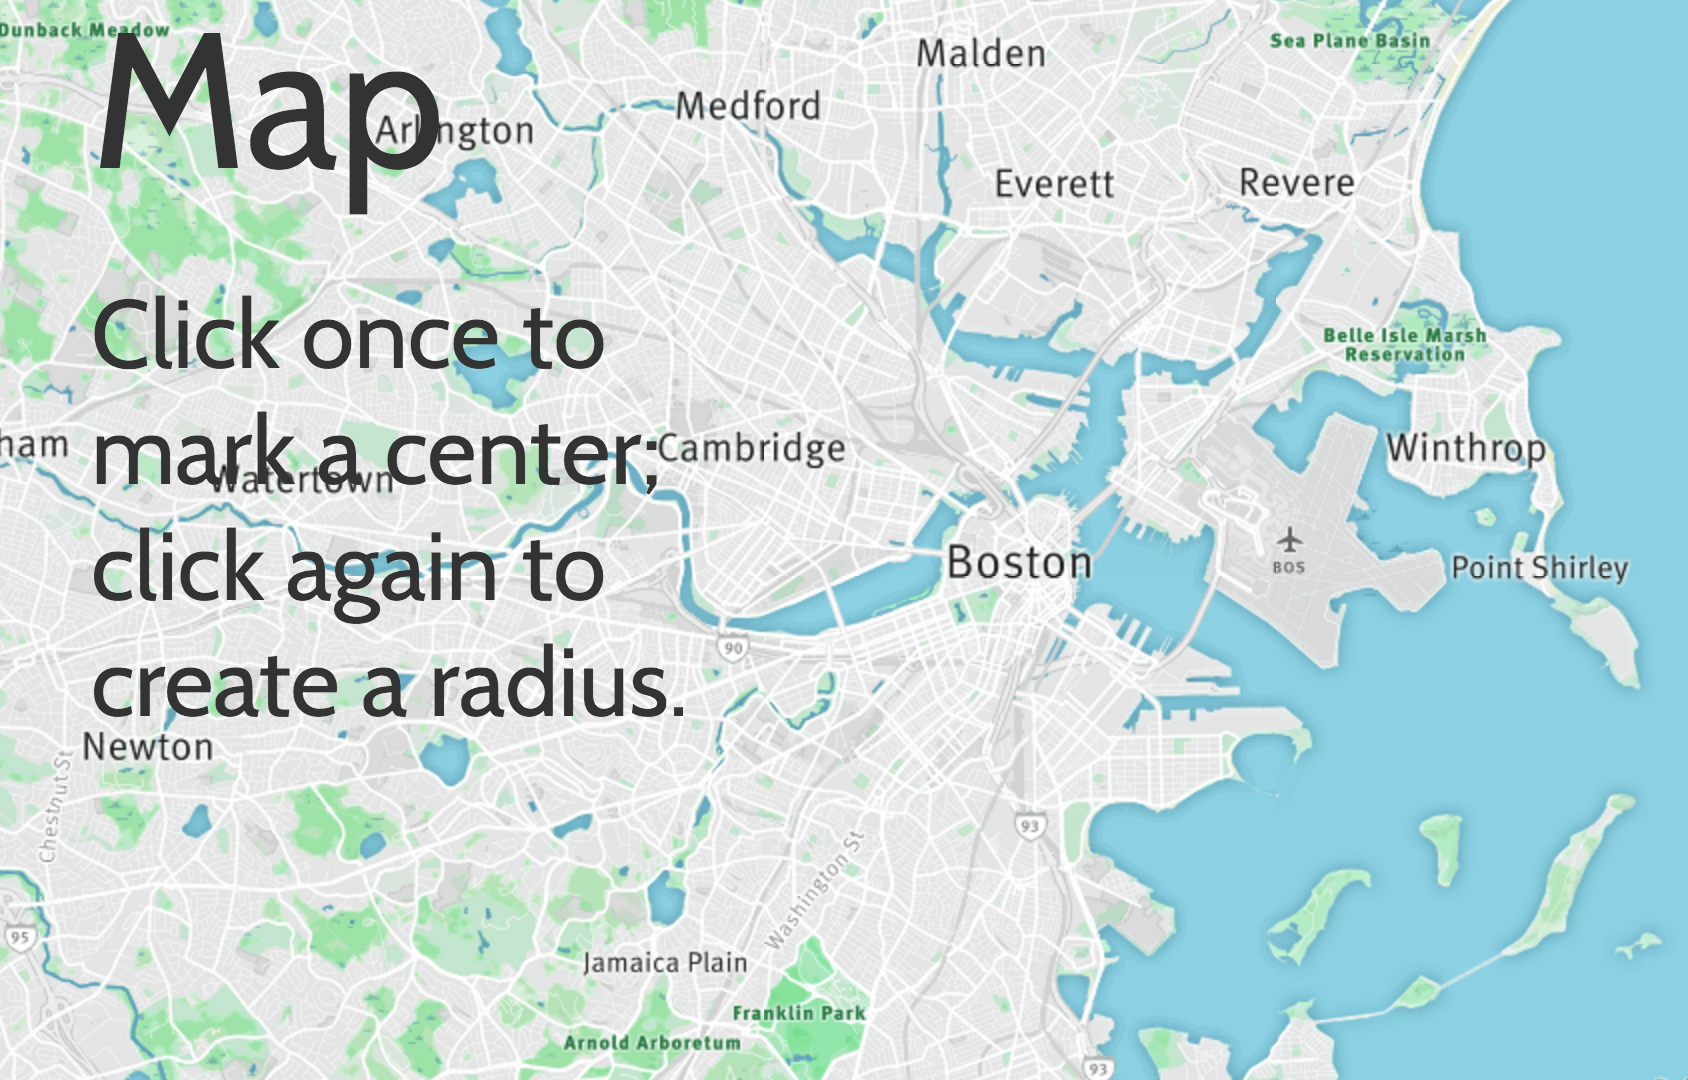 Dunback Meadow
Map
Malden
Sea Plane Basin
Medford
Arlington
Everett
Revere
Click once to
mark a center;
click again to
create a radius.
Belle Isle Marsh
Reservation
ham
Watertown
Cambridge
Winthrop
Boston
BOS
Point Shirley
90
Newton
Chestnut St
93
Washington St
95
Jamaica Plain
Franklin Park
Arnold Arboretum
93